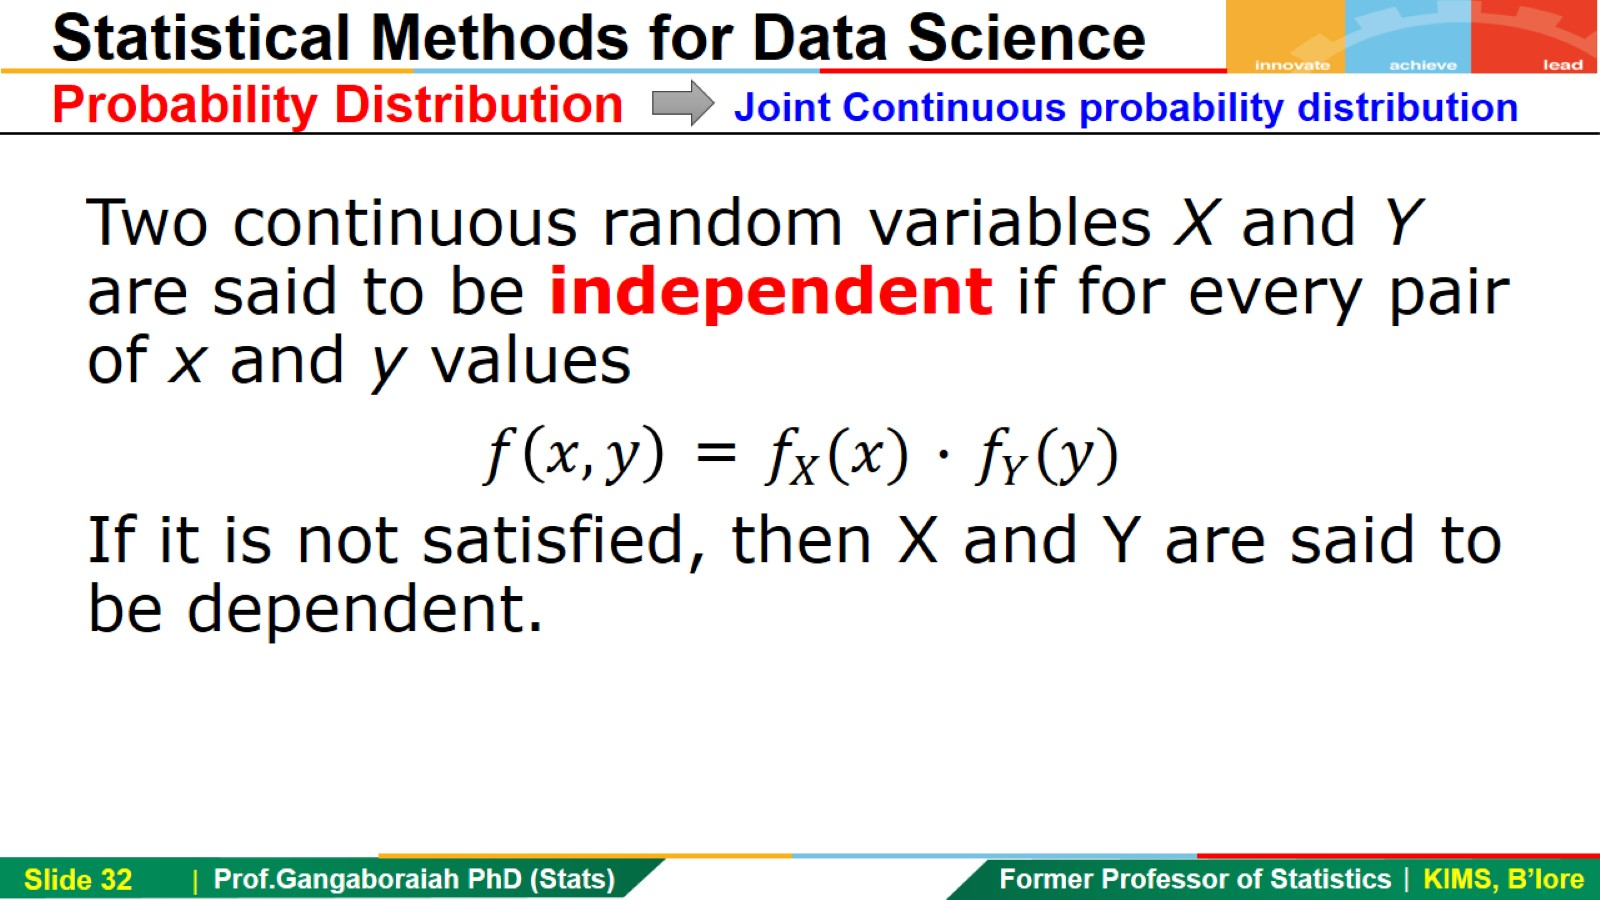 Statistical Methods for Data Science
innovate achieve lead
Probability Distribution Joint Continuous probability distribution
Two continuous random variables X and Y
are said to be independent if for every pair
of x and y values
f(x, y) = f_X(x) · f_Y(y)
If it is not satisfied, then X and Y are said to
be dependent.
Slide 32 | Prof.Gangaboraiah PhD (Stats) Former Professor of Statistics | KIMS, B’lore